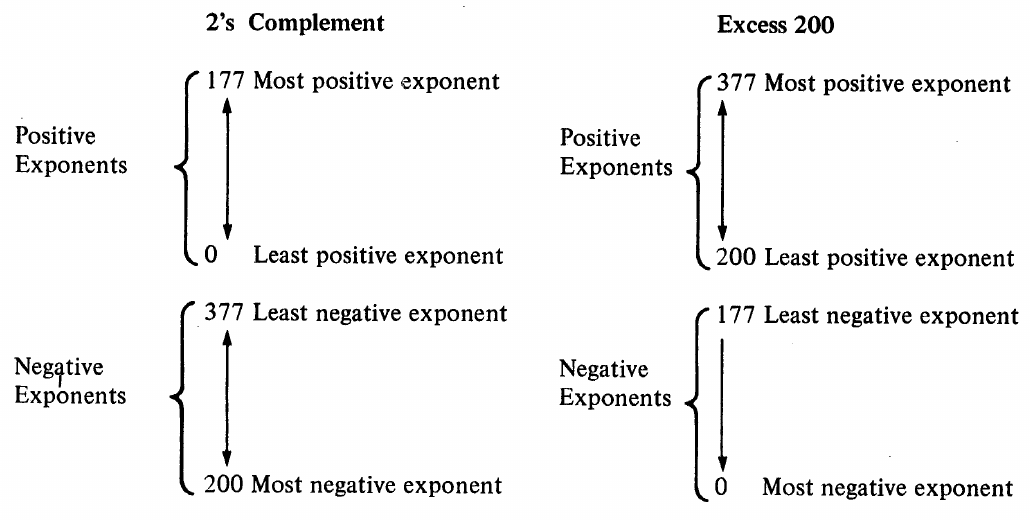 2's Complement
177 Most positive exponent
Positive
Exponents
0 Least positive exponent
377 Least negative exponent
Negative
Exponents
200 Most negative exponent
Excess 200
377 Most positive exponent
Positive
Exponents
200 Least positive exponent
177 Least negative exponent
Negative
Exponents
0 Most negative exponent